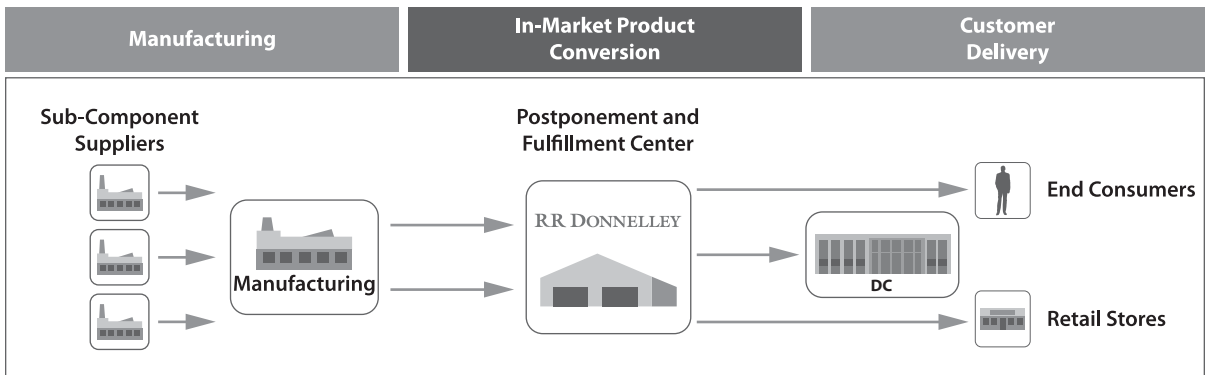 Manufacturing
In-Market Product
Conversion
Customer
Delivery
Sub-Component
Suppliers
Manufacturing
Postponement and
Fulfillment Center
RR DONNELLEY
DC
End Consumers
Retail Stores